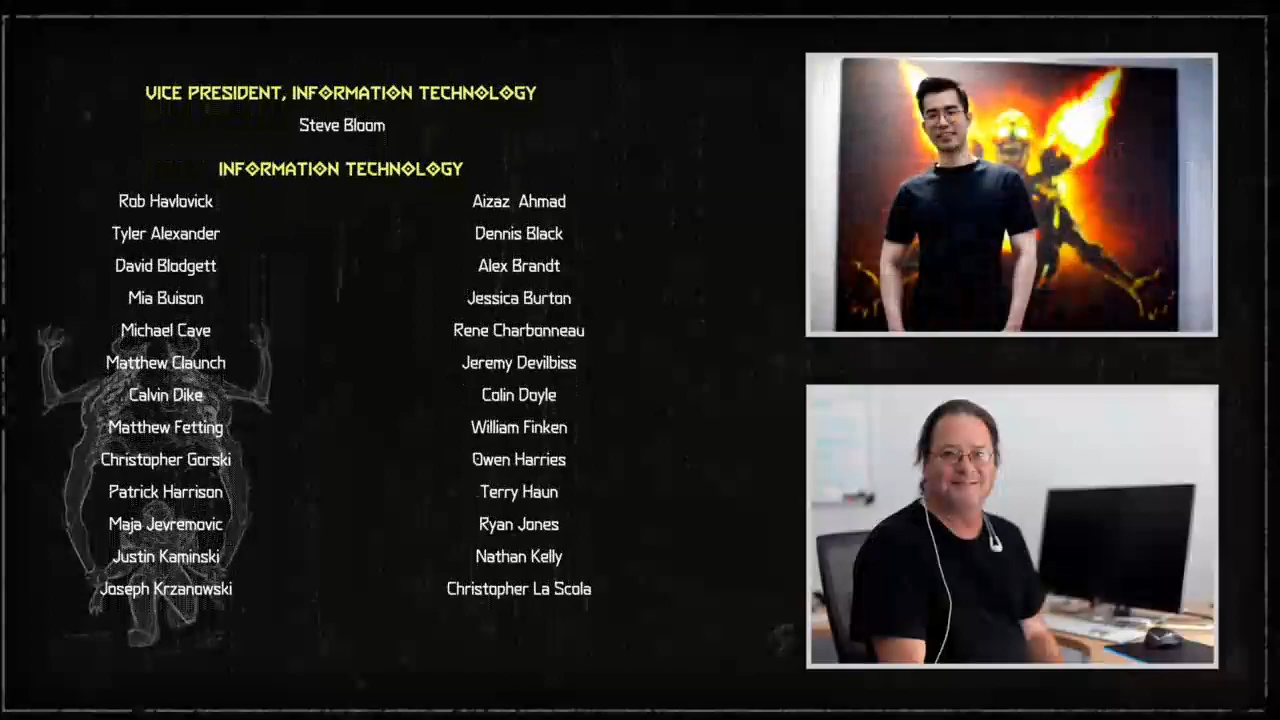 VICE PRESIDENT, INFORMATION TECHNOLOGY
Steve Bloom
INFORMATION TECHNOLOGY
Rob Havlovick
Aizaz Ahmad
Tyler Alexander
Dennis Black
David Blodgett
Alex Brandt
Mia Buison
Jessica Burton
Michael Cave
Rene Charbonneau
Matthew Claunch
Jeremy Devilbiss
Calvin Dike
Colin Doyle
Matthew Fetting
William Finken
Christopher Gorski
Owen Harries
Patrick Harrison
Terry Haun
Maja Jevremovic
Ryan Jones
Justin Kaminski
Nathan Kelly
Joseph Krzanowski
Christopher La Scola